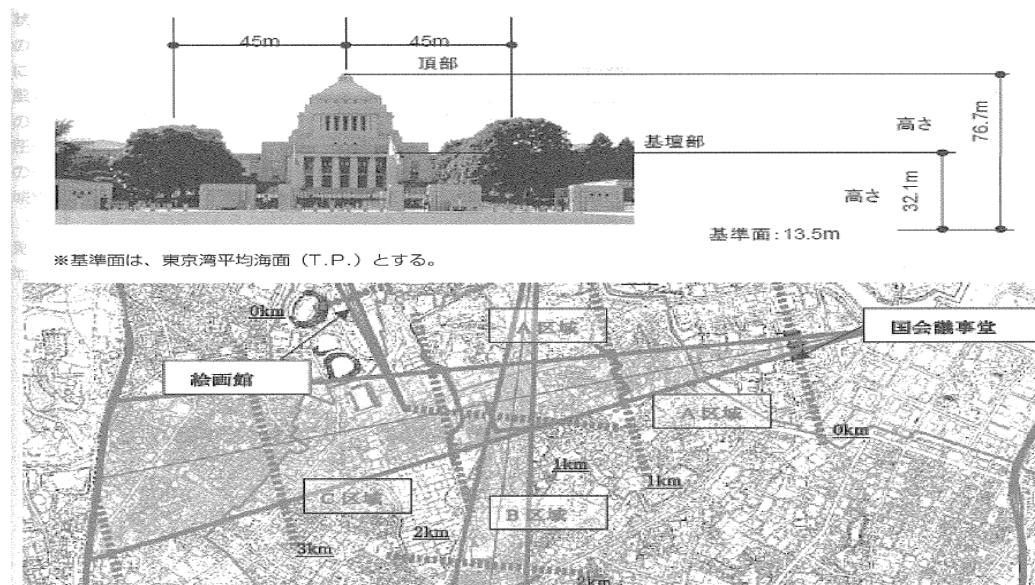 45m 45m
頂部
高さ
76.7m
基壇部
高さ
32.1m
基準面:13.5m
※基準面は、東京湾平均海面(T.P.)とする。
0km
A区域
国会議事堂
絵画館
A区域
0km
1km
1km
C区域
B区域
2km
3km
2km